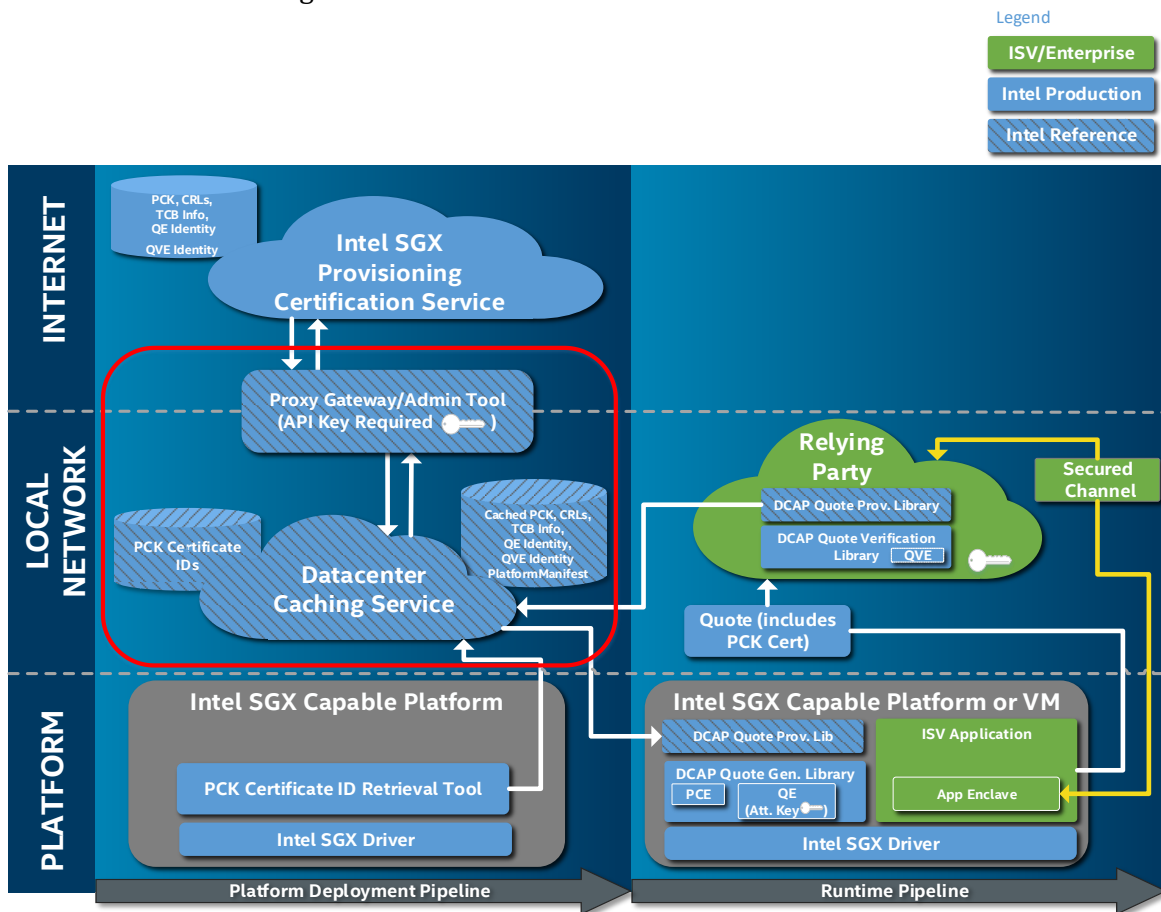 Legend
ISV/Enterprise
Intel Production
Intel Reference
INTERNET
PCK, CRLs,
TCB Info,
QE Identity
QVE Identity
Intel SGX
Provisioning
Certification Service
Proxy Gateway/Admin Tool
(API Key Required )
LOCAL
NETWORK
PCK Certificate
IDs
Cached PCK, CRLs,
TCB Info,
QE Identity,
QVE Identity
PlatformManifest
Datacenter
Caching Service
Relying
Party
DCAP Quote Prov. Library
DCAP Quote Verification
Library QVE
Secured
Channel
Quote (includes
PCK Cert)
PLATFORM
Intel SGX Capable Platform
PCK Certificate ID Retrieval Tool
Intel SGX Driver
Intel SGX Capable Platform or VM
DCAP Quote Prov. Lib
DCAP Quote Gen. Library
PCE
QE
(Att. Key )
ISV Application
App Enclave
Intel SGX Driver
Platform Deployment Pipeline
Runtime Pipeline